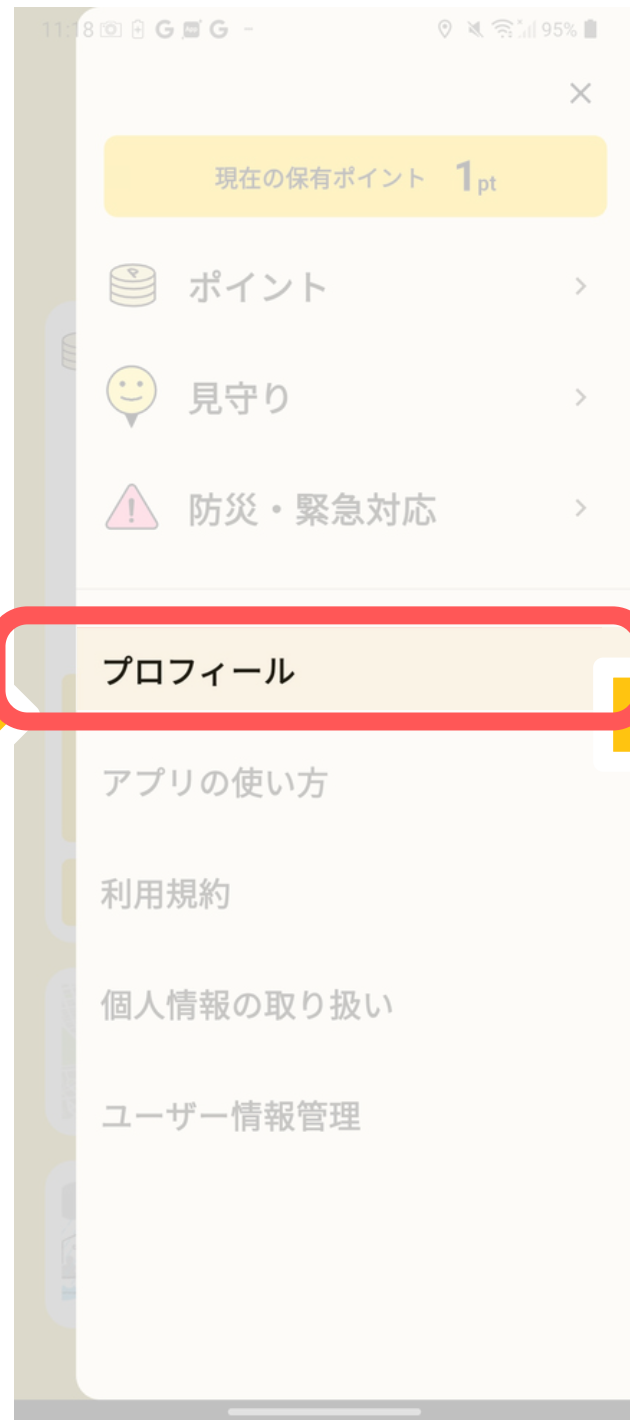 11:18 G G 95%
現在の保有ポイント 1pt
ポイント
見守り
防災・緊急対応
プロフィール
アプリの使い方
利用規約
個人情報の取り扱い
ユーザー情報管理